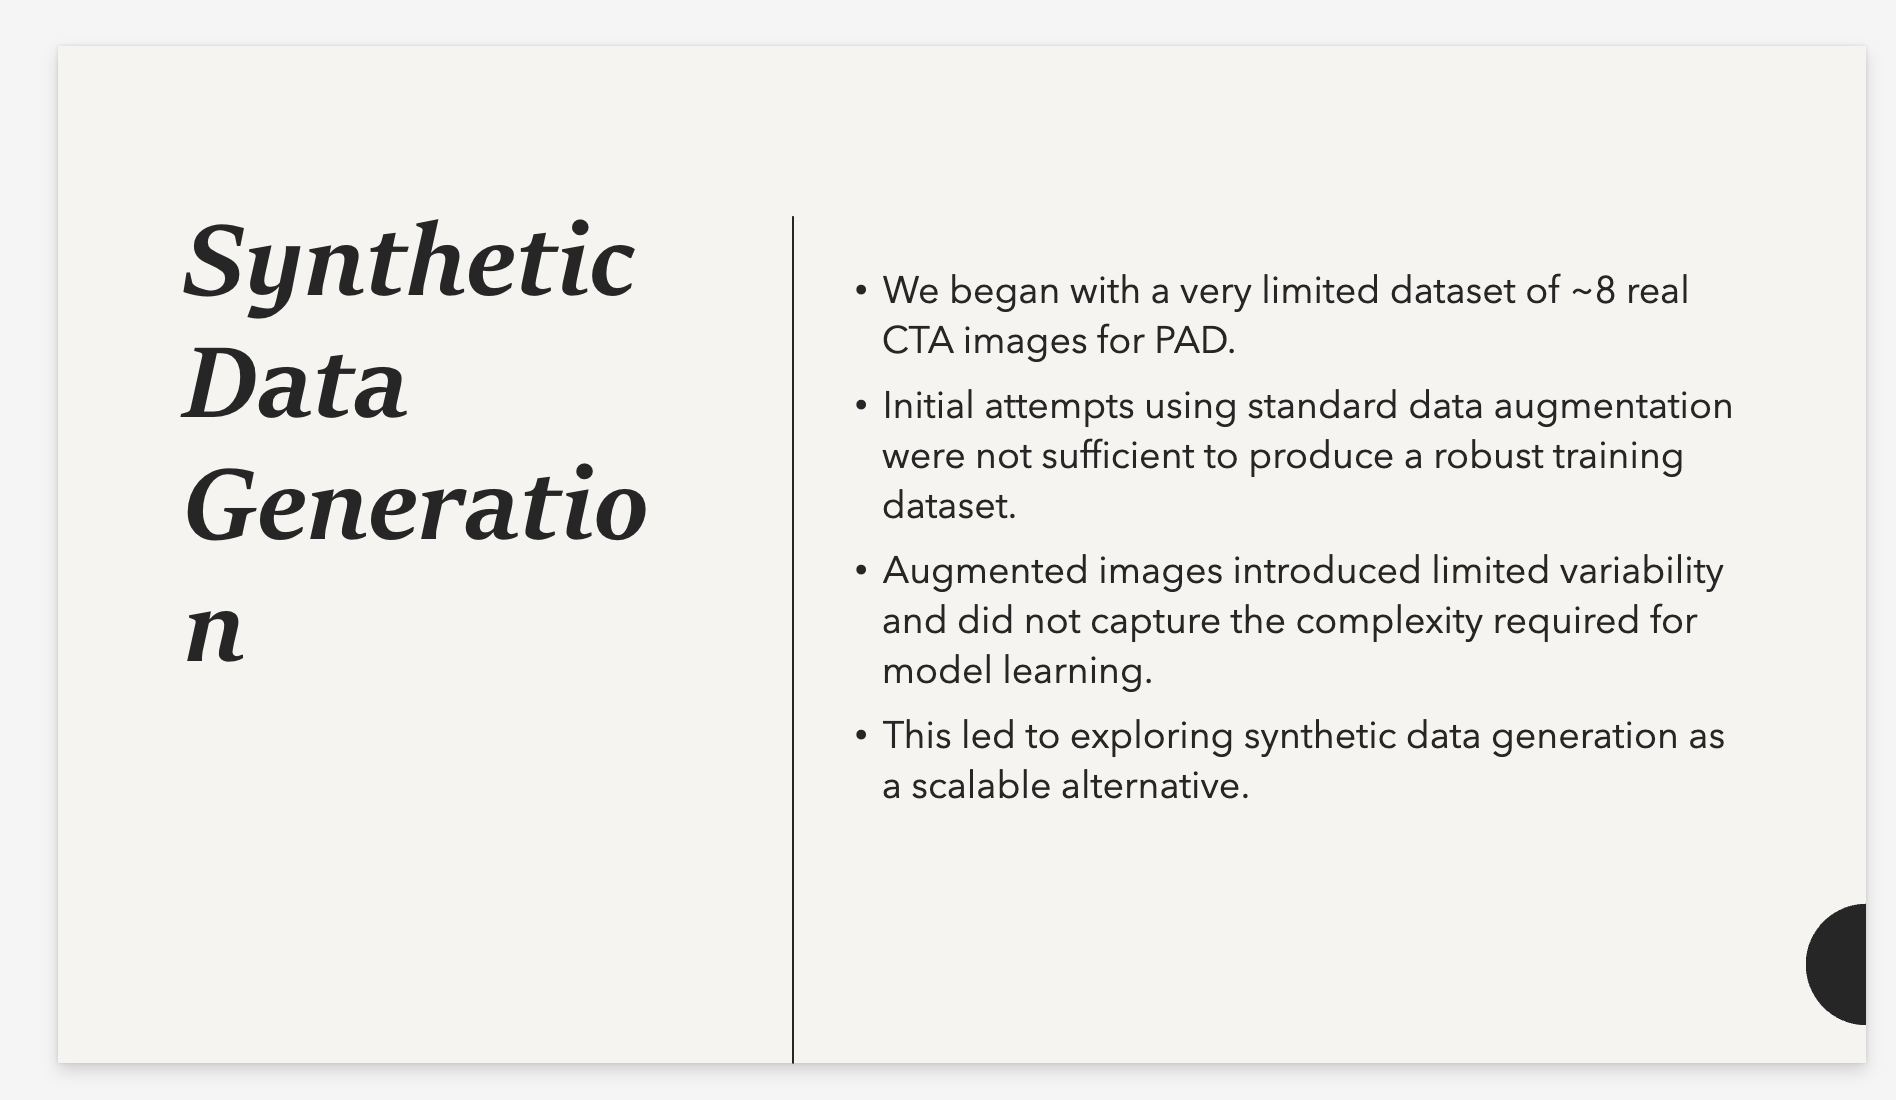 Synthetic
Data
Generatio
n
• We began with a very limited dataset of ~8 real
CTA images for PAD.
• Initial attempts using standard data augmentation
were not sufficient to produce a robust training
dataset.
• Augmented images introduced limited variability
and did not capture the complexity required for
model learning.
• This led to exploring synthetic data generation as
a scalable alternative.